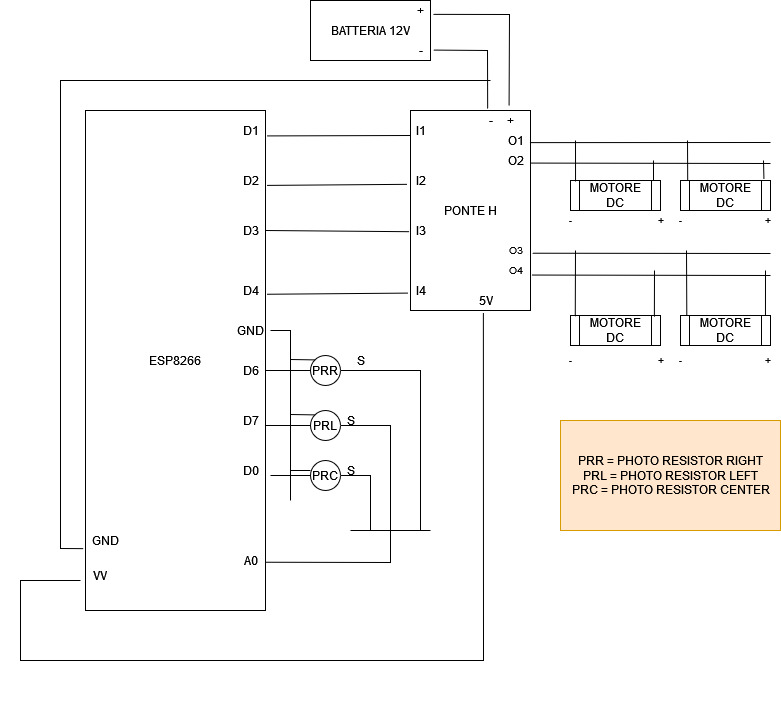 +
BATTERIA 12V
-
- +
D1 I1 O1
O2
D2 I2 MOTORE DC MOTORE DC
PONTE H
- + - +
D3 I3
O3
O4
D4 I4
5V
GND
MOTORE DC MOTORE DC
ESP8266
S
- + - +
D6 PRR
D7 PRL S
D0 PRC S
PRR = PHOTO RESISTOR RIGHT
PRL = PHOTO RESISTOR LEFT
PRC = PHOTO RESISTOR CENTER
GND
A0
VV